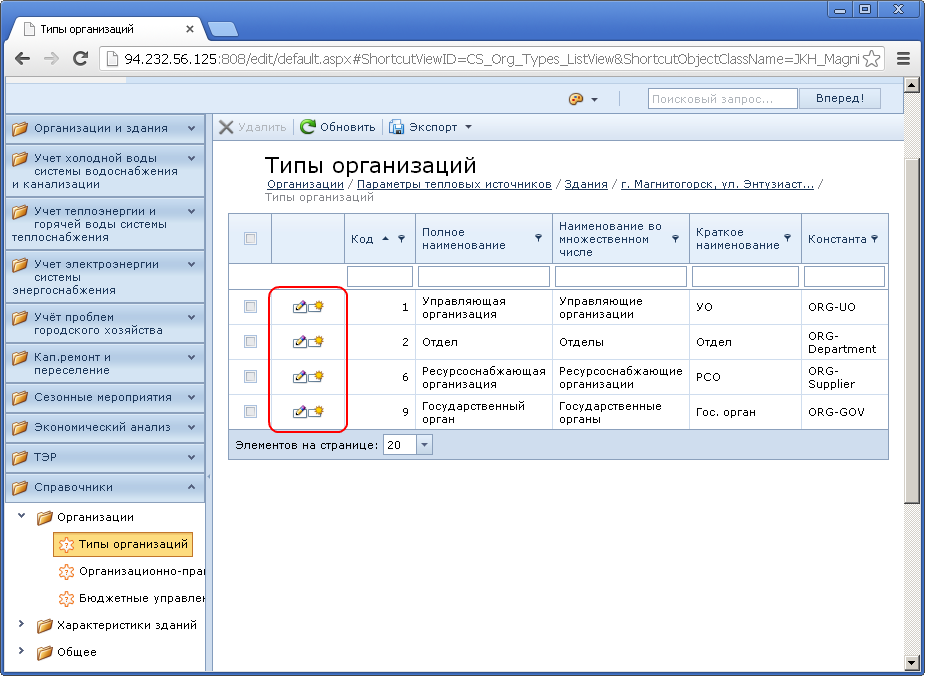 Типы организаций
94.232.56.125:808/edit/default.aspx#ShortcutViewID=CS_Org_Types_ListView&ShortcutObjectClassName=JKH_Magni
Поисковый запрос...
Вперед!
Организации и здания
Учет холодной воды
системы водоснабжения
и канализации
Учет теплоэнергии и
горячей воды системы
теплоснабжения
Учет электроэнергии
системы
энергоснабжения
Учёт проблем
городского хозяйства
Кап.ремонт и
переселение
Сезонные мероприятия
Экономический анализ
ТЭР
Справочники
Организации
Типы организаций
Организационно-пра
Бюджетные управлен
Характеристики зданий
Общее
Удалить Обновить Экспорт
Типы организаций
Организации / Параметры тепловых источников / Здания / г. Магнитогорск, ул. Энтузиаст... /
Типы организаций
Код
Полное
наименование
Наименование во
множественном
числе
Краткое
наименование
Константа
1
Управляющая
организация
Управляющие
организации
УО
ORG-UO
2
Отдел
Отделы
Отдел
ORG-
Department
6
Ресурсоснабжающая
организация
Ресурсоснабжающие
организации
РСО
ORG-
Supplier
9
Государственный
орган
Государственные
органы
Гос. орган
ORG-GOV
Элементов на странице: 20